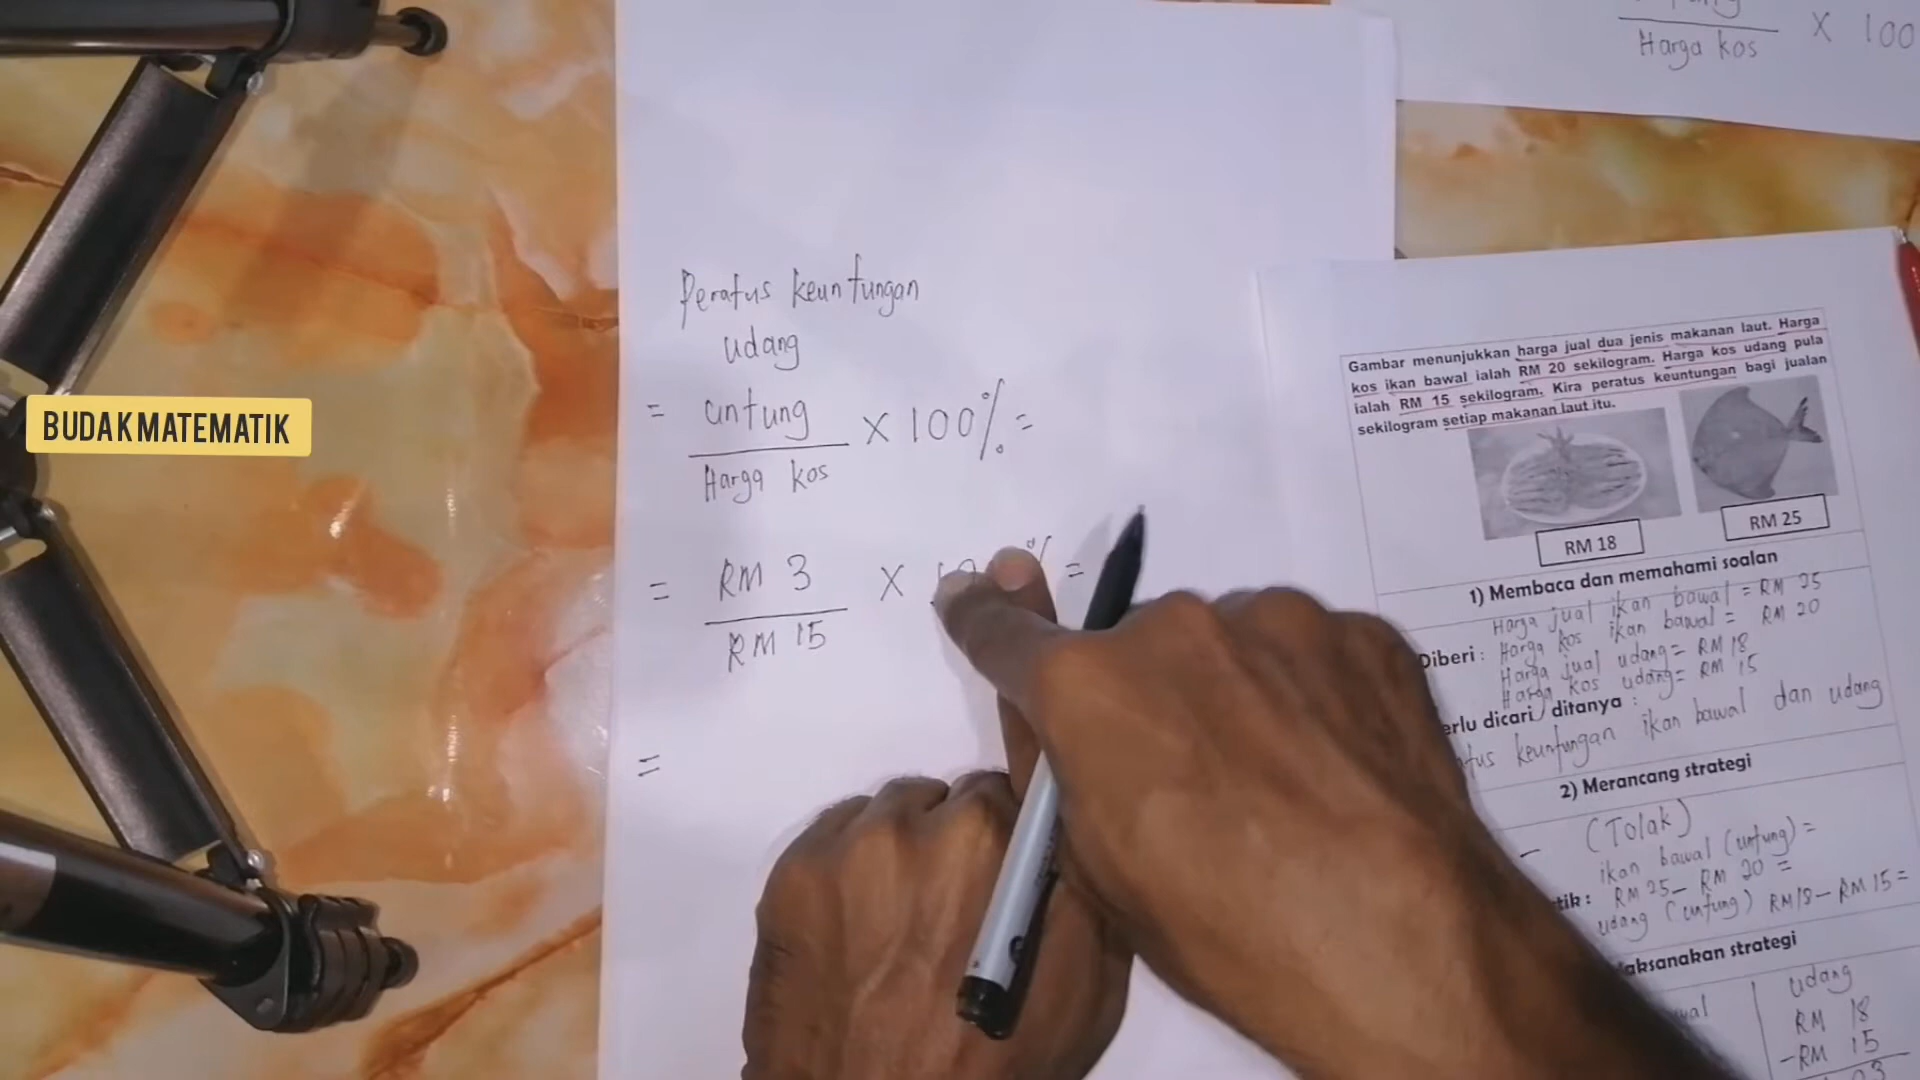 BUDAK MATEMATIK
Peratus keuntungan
udang
= untung
Harga kos
X 100% =
= RM 3
RM 15
X
=
=
Harga kos
X 100
Gambar menunjukkan harga jual dua jenis makanan laut. Harga
kos ikan bawal ialah RM 20 sekilogram. Harga kos udang pula
ialah RM 15 sekilogram. Kira peratus keuntungan bagi jualan
sekilogram setiap makanan laut itu.
RM 18
RM 25
1) Membaca dan memahami soalan
Harga jual ikan bawal = RM 25
Diberi : Harga kos ikan bawal = RM 20
Harga jual udang = RM 18
Harga kos udang = RM 15
dicari / ditanya :
keuntungan ikan bawal dan udang
2) Merancang strategi
– (Tolak)
ikan bawal (untung) =
RM 25 – RM 20 =
udang (untung) RM 18 – RM 15 =
strategi
udang
RM 18
– RM 15